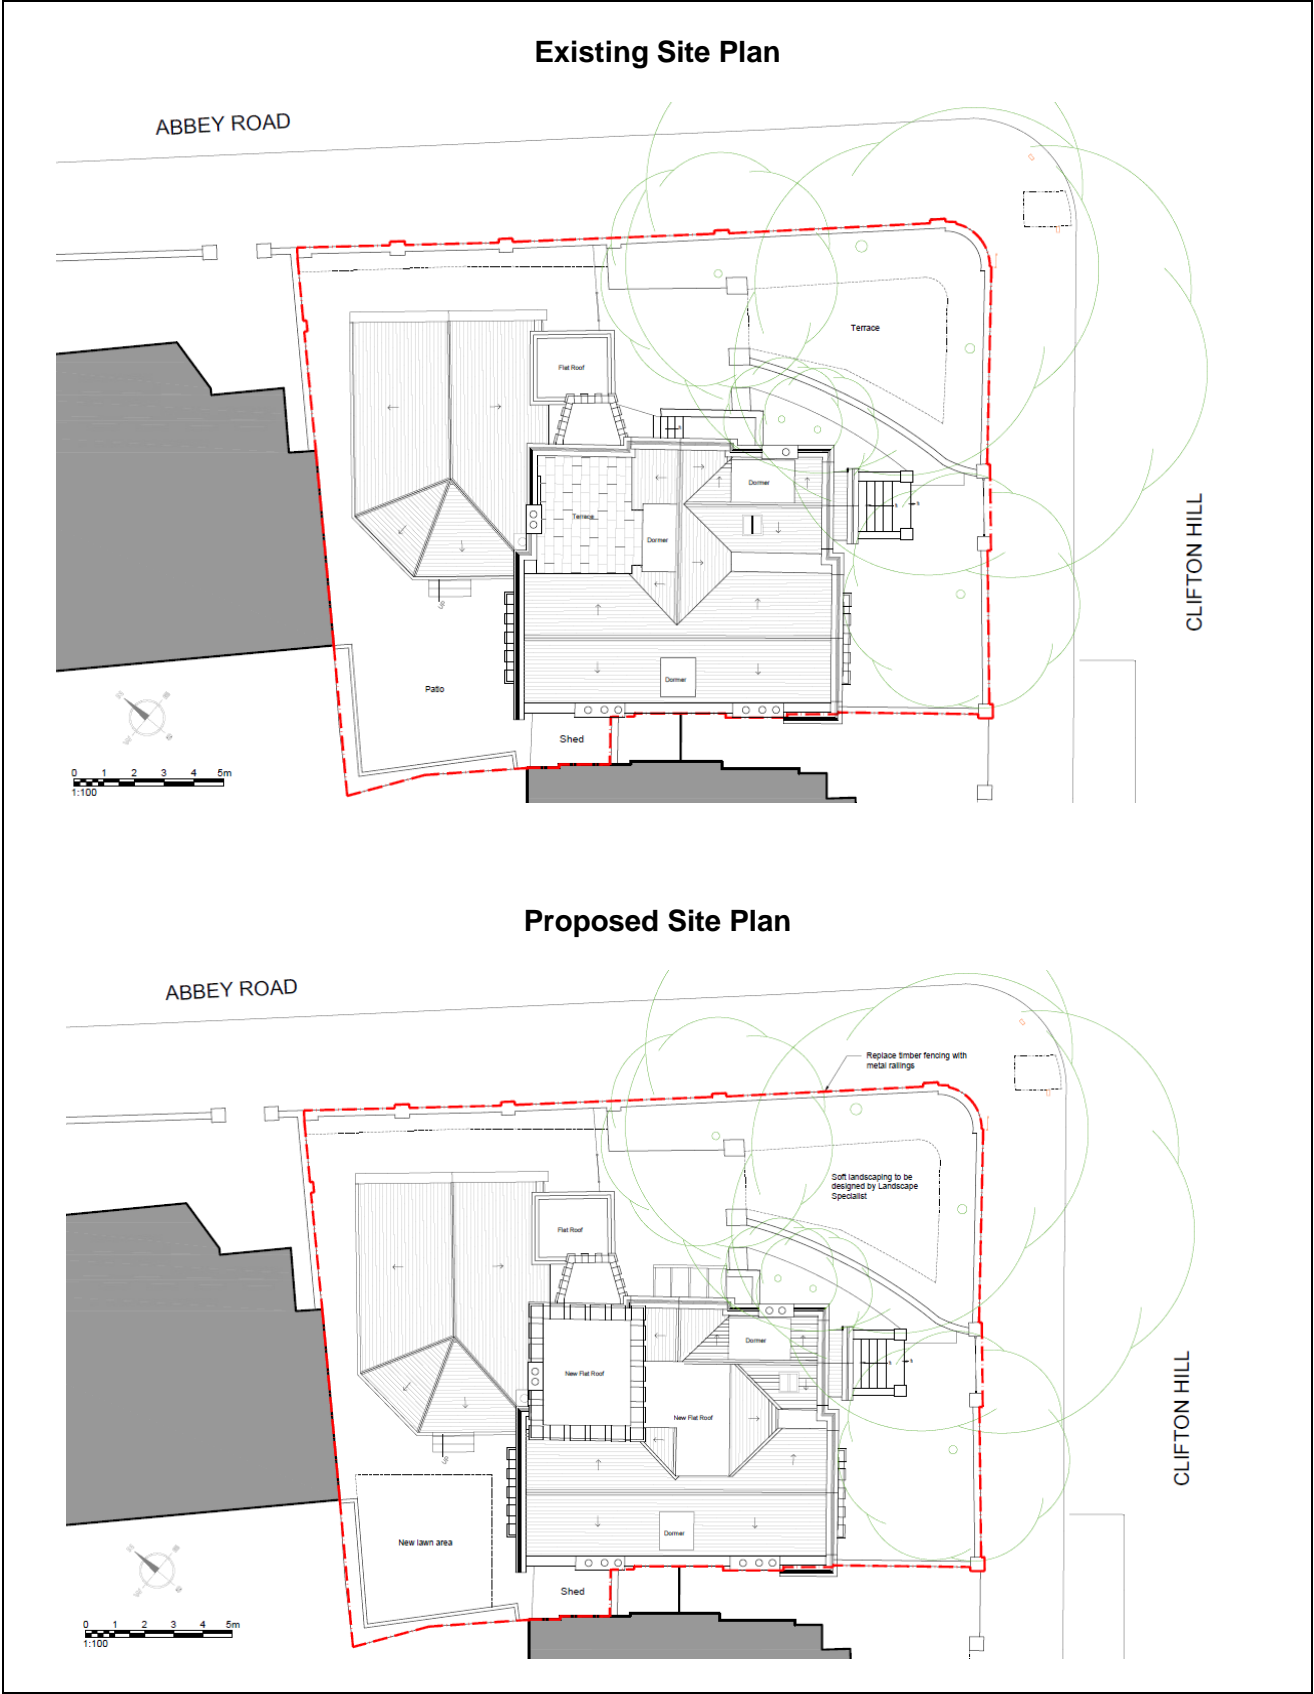 Existing Site Plan
ABBEY ROAD
Terrace
Flat Roof
Dormer
Terrace
Dormer
CLIFTON HILL
Dormer
Patio
Shed
0 1 2 3 4 5m
1:100
Proposed Site Plan
ABBEY ROAD
Replace timber fencing with
metal railings
Soft landscaping to be
designed by Landscape
Specialist
Flat Roof
Dormer
New Flat Roof
New Flat Roof
CLIFTON HILL
Dormer
New lawn area
Shed
0 1 2 3 4 5m
1:100